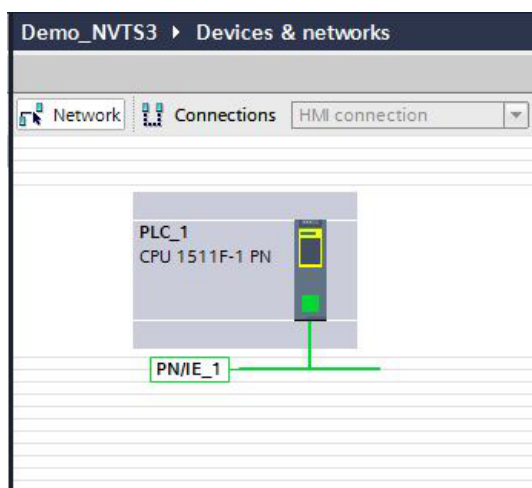 Demo_NVTS3 ▸ Devices & networks
Network Connections HMI connection
PLC_1
CPU 1511F-1 PN
PN/IE_1